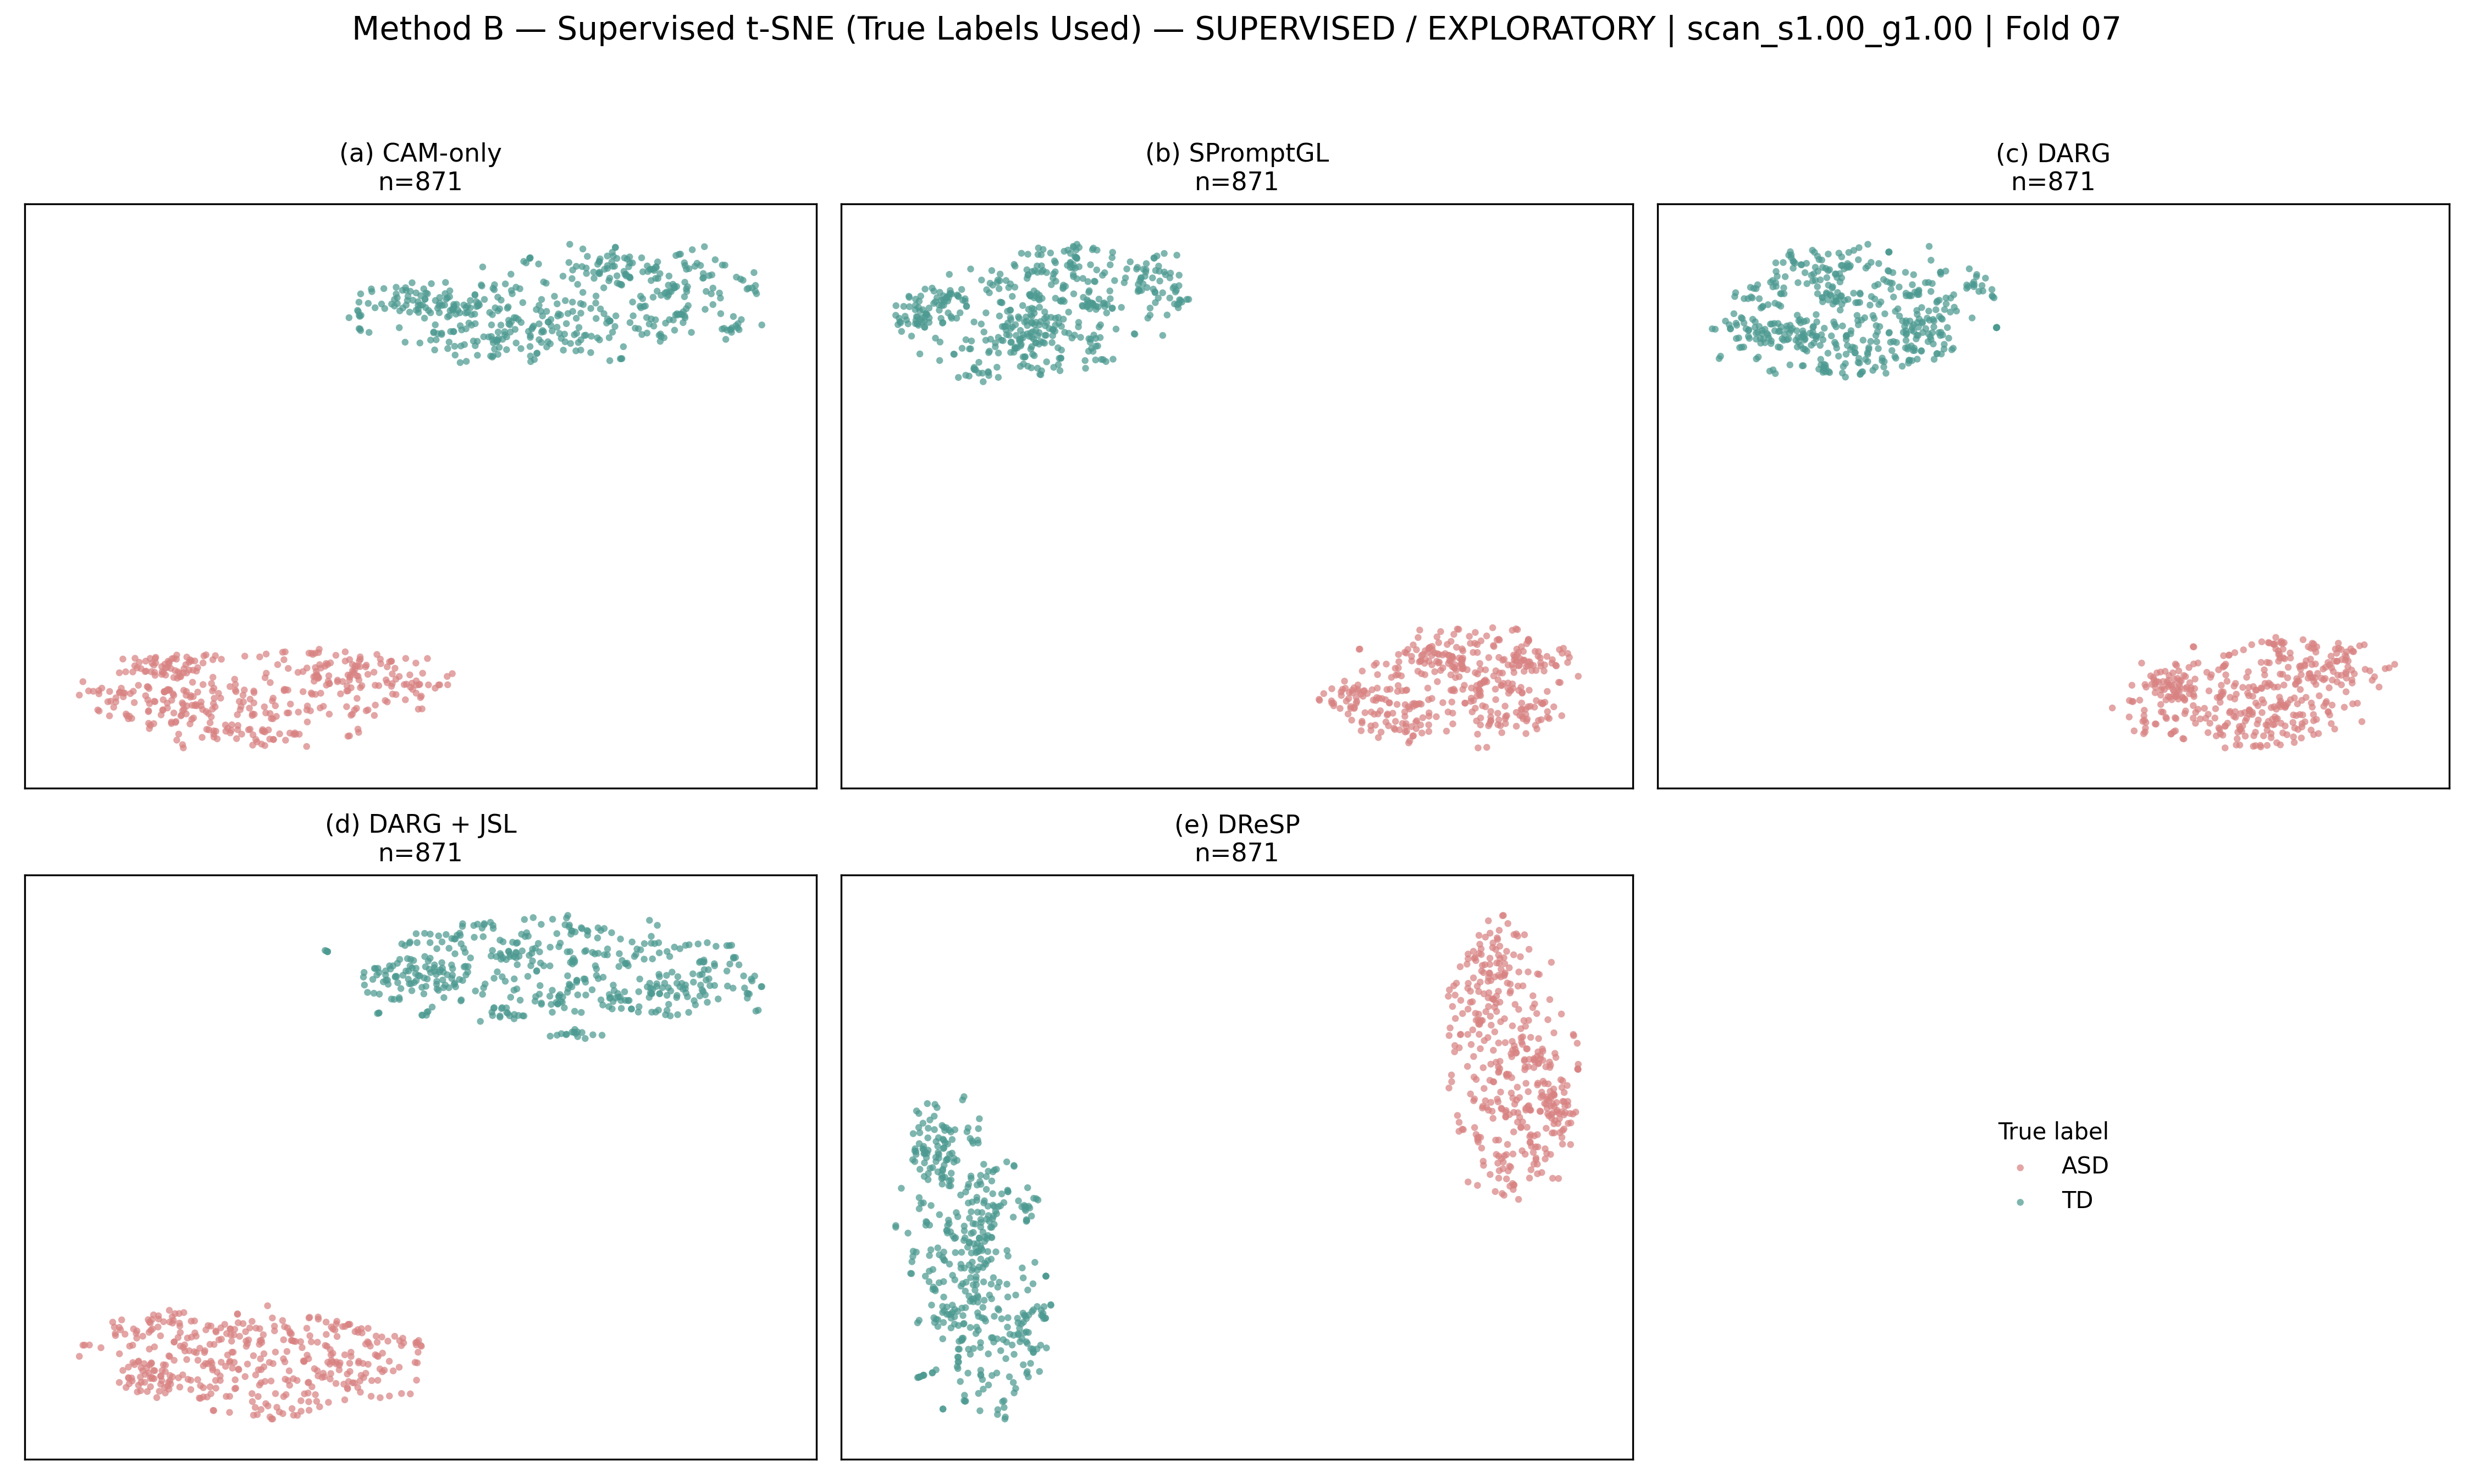 Method B — Supervised t-SNE (True Labels Used) — SUPERVISED / EXPLORATORY | scan_s1.00_g1.00 | Fold 07
(a) CAM-only
n=871
(b) SPromptGL
n=871
(c) DARG
n=871
(d) DARG + JSL
n=871
(e) DReSP
n=871
True label
ASD
TD